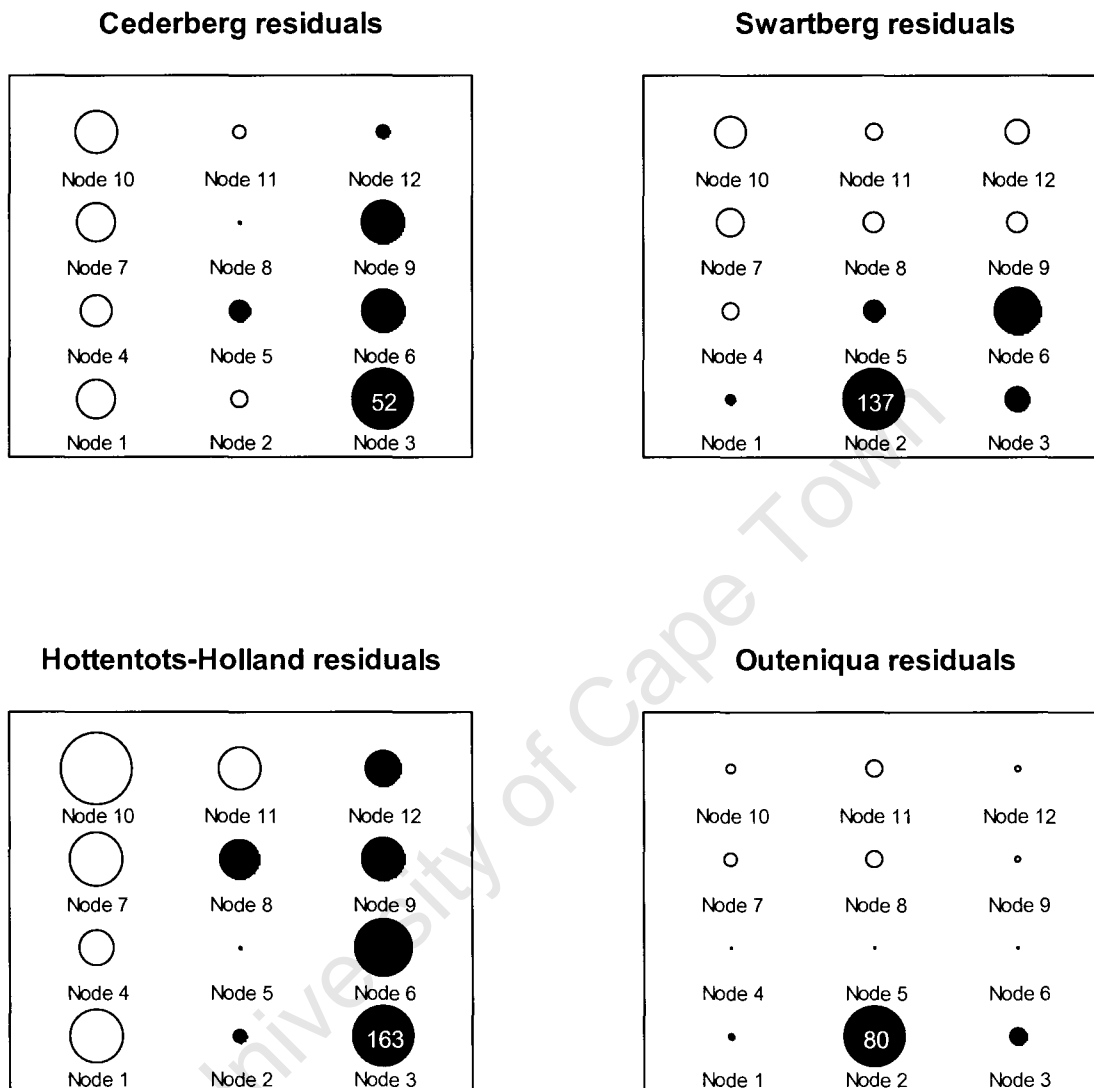 Cederberg residuals
Node 10 Node 11 Node 12
Node 7 Node 8 Node 9
Node 4 Node 5 Node 6
52
Node 1 Node 2 Node 3
Swartberg residuals
Node 10 Node 11 Node 12
Node 7 Node 8 Node 9
Node 4 Node 5 Node 6
137
Node 1 Node 2 Node 3
Hottentots-Holland residuals
Node 10 Node 11 Node 12
Node 7 Node 8 Node 9
Node 4 Node 5 Node 6
163
Node 1 Node 2 Node 3
Outeniqua residuals
Node 10 Node 11 Node 12
Node 7 Node 8 Node 9
Node 4 Node 5 Node 6
80
Node 1 Node 2 Node 3
of Cape Town